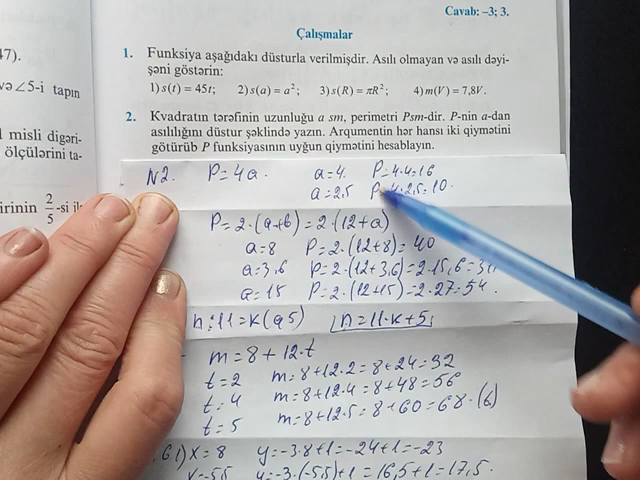 Cavab: –3; 3.
Çalışmalar
1. Funksiya aşağıdakı düsturla verilmişdir. Asılı olmayan və asılı dəyi-
şəni göstərin:
1) s(t) = 45t; 2) s(a) = a²; 3) s(R) = πR²; 4) m(V) = 7,8V.
2. Kvadratın tərəfinin uzunluğu a sm, perimetri Psm-dir. P-nin a-dan
asılılığını düstur şəklində yazın. Arqumentin hər hansı iki qiymətini
götürüb P funksiyasının uyğun qiymətini hesablayın.
47).
və∠5-i tapın
misli digəri-
ölçülərini ta-
irinin 2/5-si
N2. P=4a. a=4. P=4·4=16
a=2,5 P=4·2,5=10.
P=2·(a+b)=2·(12+a)
a=8 P=2·(12+8)=40
a=3,6 P=2·(12+3,6)=2·15,6=31
a=15 P=2·(12+15)=2·27=54.
n:11=k(q5) n=11·k+5
m=8+12·t
t=2 m=8+12·2=8+24=32
t=4 m=8+12·4=8+48=56
t=5 m=8+12·5=8+60=68·(6)
61) x=8 y=-3·8+1=-24+1=-23
x=-5,5 y=-3·(-5,5)+1=16,5+1=17,5.